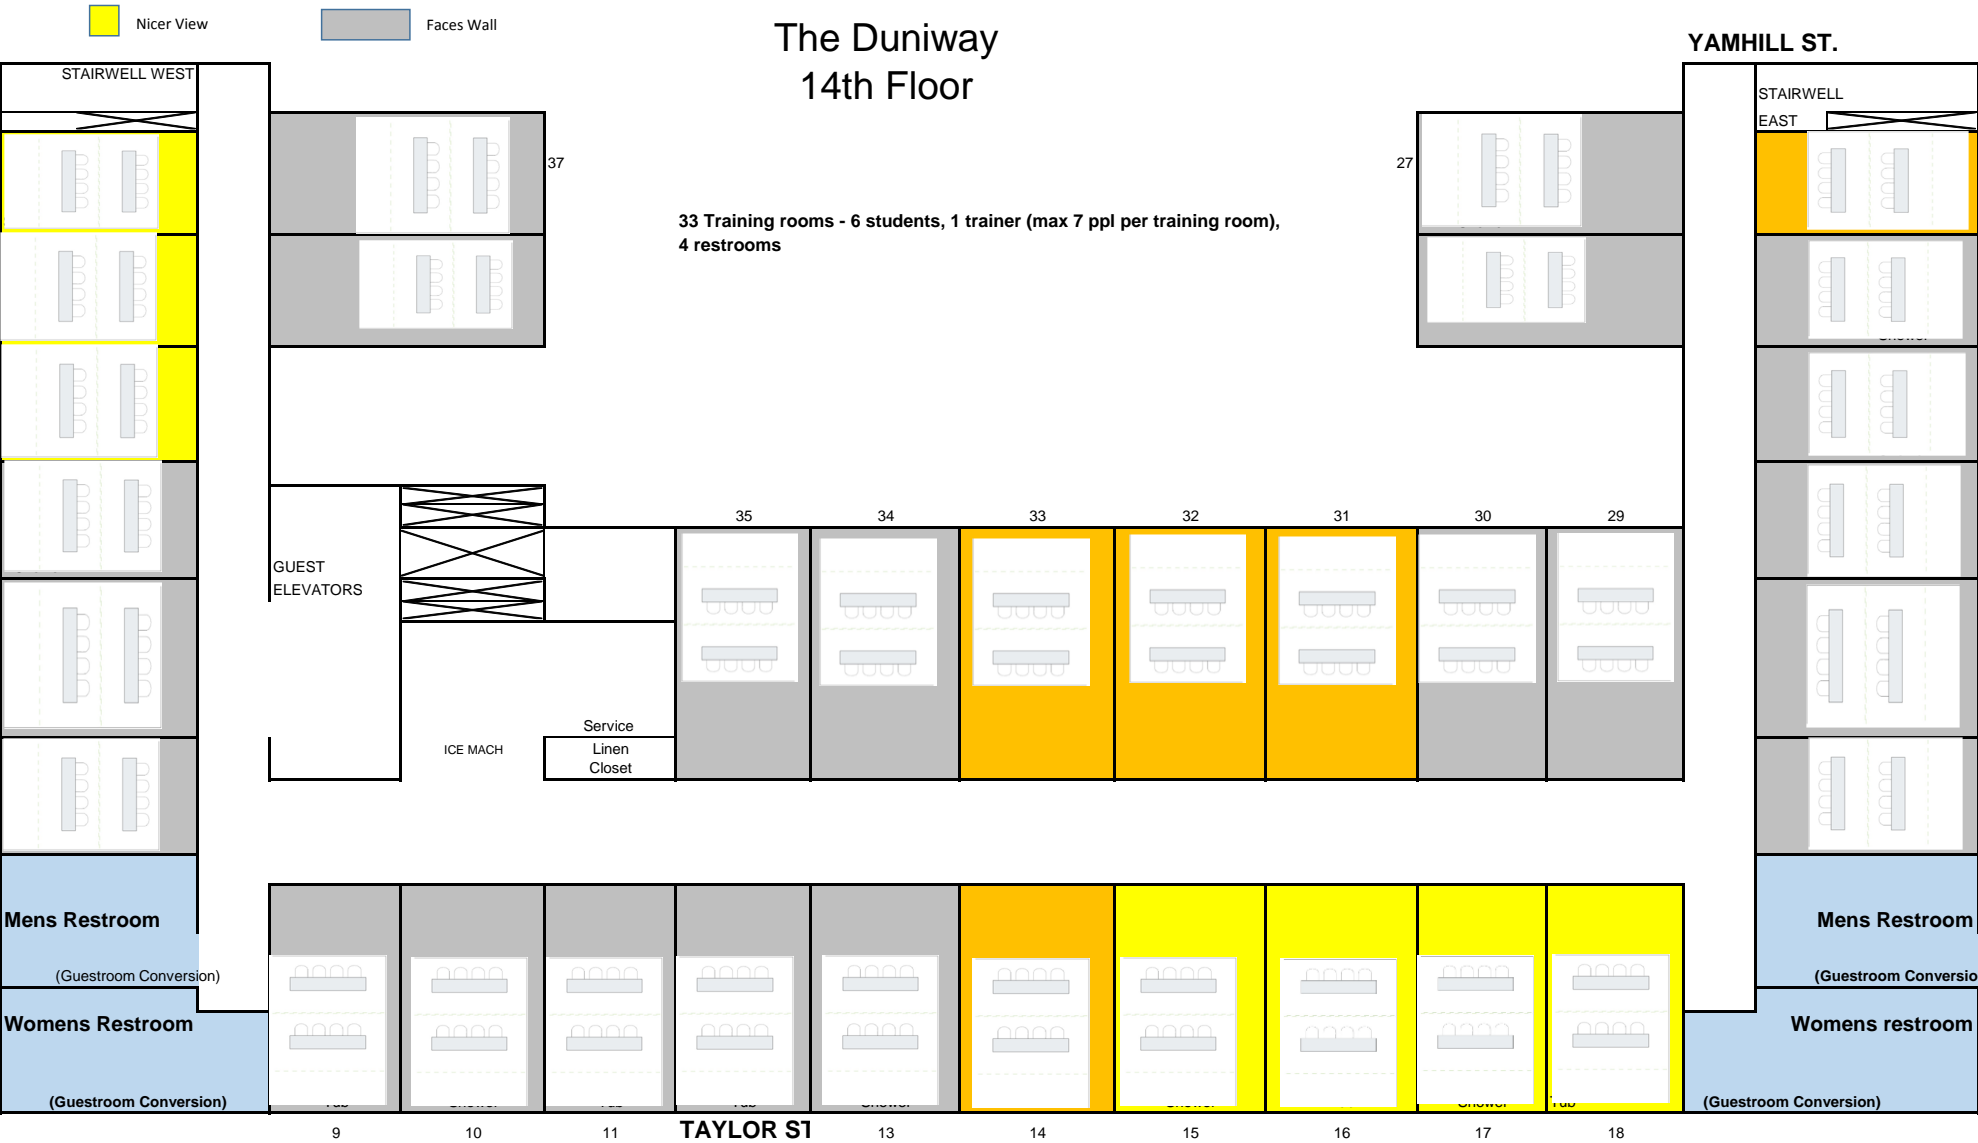 Nicer View
Faces Wall
The Duniway
14th Floor
YAMHILL ST.
STAIRWELL WEST
STAIRWELL
EAST
37
27
33 Training rooms - 6 students, 1 trainer (max 7 ppl per training room),
4 restrooms
35
34
33
32
31
30
29
GUEST
ELEVATORS
Service
ICE MACH
Linen
Closet
Mens Restroom
(Guestroom Conversion)
Mens Restroom
(Guestroom Conversio
Womens Restroom
(Guestroom Conversion)
Womens restroom
(Guestroom Conversion)
9
10
11
TAYLOR ST
13
14
15
16
17
18